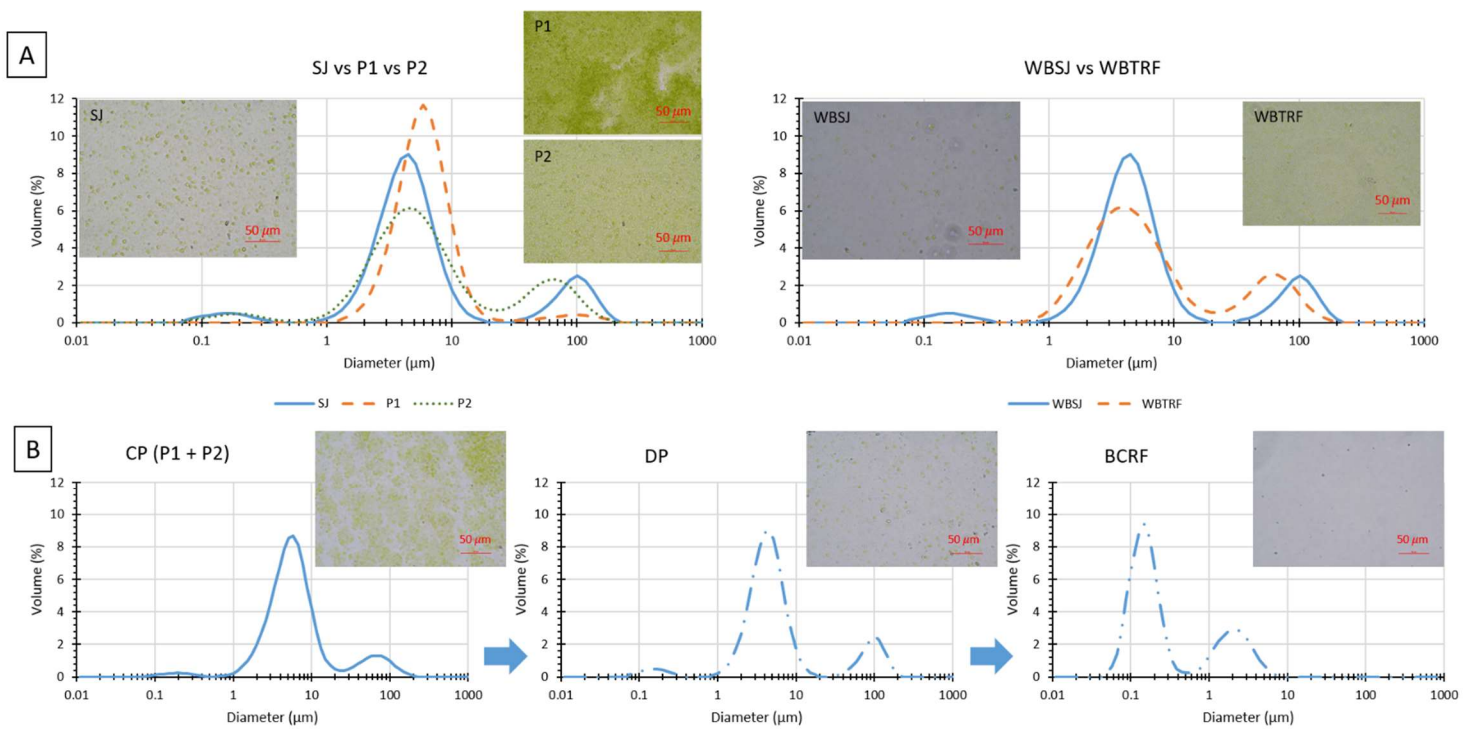 A
SJ vs P1 vs P2
SJ
50 µm
P1
50 µm
P2
50 µm
Volume (%)
12
10
8
6
4
2
0
0.01 0.1 1 10 100 1000
Diameter (µm)
SJ P1 P2
WBSJ vs WBTRF
WBSJ
50 µm
WBTRF
50 µm
Volume (%)
12
10
8
6
4
2
0
0.01 0.1 1 10 100 1000
Diameter (µm)
WBSJ WBTRF
B
CP (P1 + P2)
50 µm
Volume (%)
12
10
8
6
4
2
0
0.01 0.1 1 10 100 1000
Diameter (µm)
DP
50 µm
Volume (%)
12
10
8
6
4
2
0
0.01 0.1 1 10 100 1000
Diameter (µm)
BCRF
50 µm
Volume (%)
12
10
8
6
4
2
0
0.01 0.1 1 10 100 1000
Diameter (µm)